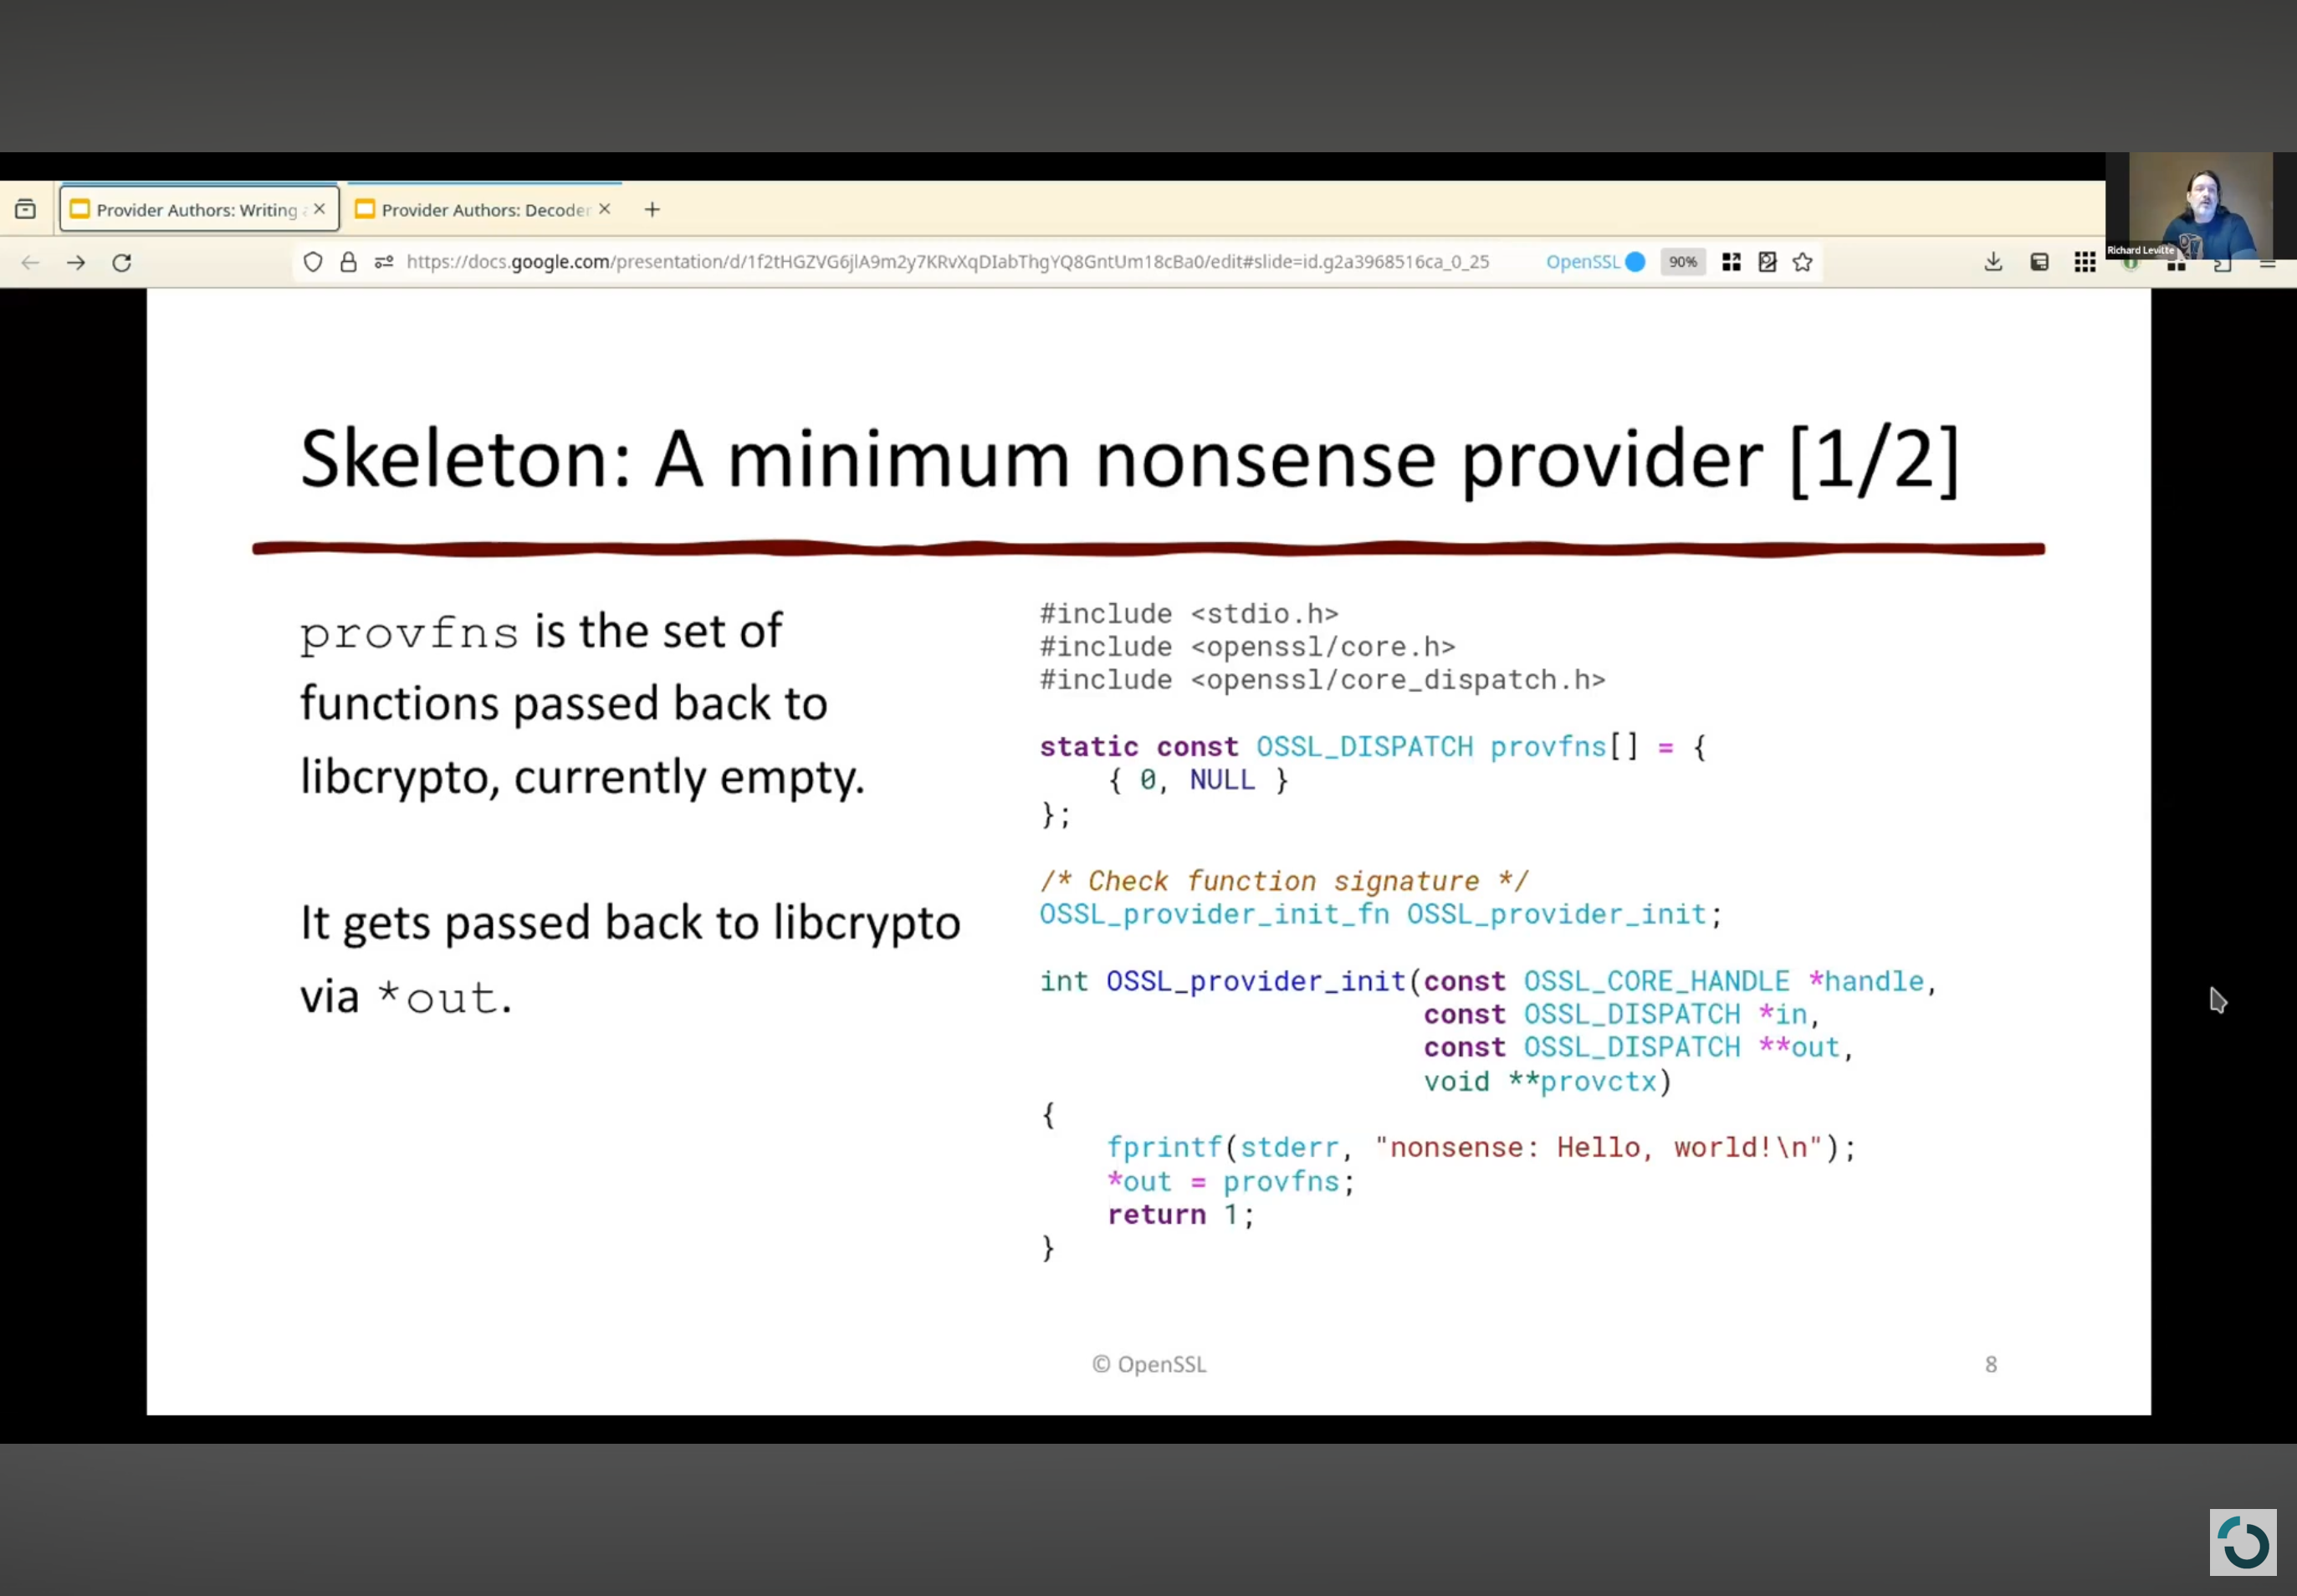 Provider Authors: Writing
Provider Authors: Decoder
https://docs.google.com/presentation/d/1f2tHGZVG6jlA9m2y7KRvXqDIabThgYQ8GntUm18cBa0/edit#slide=id.g2a3968516ca_0_25
OpenSSL
90%
Richard Levitte
Skeleton: A minimum nonsense provider [1/2]
provfns is the set of
functions passed back to
libcrypto, currently empty.
It gets passed back to libcrypto
via *out.
#include <stdio.h>
#include <openssl/core.h>
#include <openssl/core_dispatch.h>
static const OSSL_DISPATCH provfns[] = {
    { 0, NULL }
};
/* Check function signature */
OSSL_provider_init_fn OSSL_provider_init;
int OSSL_provider_init(const OSSL_CORE_HANDLE *handle,
                       const OSSL_DISPATCH *in,
                       const OSSL_DISPATCH **out,
                       void **provctx)
{
    fprintf(stderr, "nonsense: Hello, world!\n");
    *out = provfns;
    return 1;
}
© OpenSSL
8